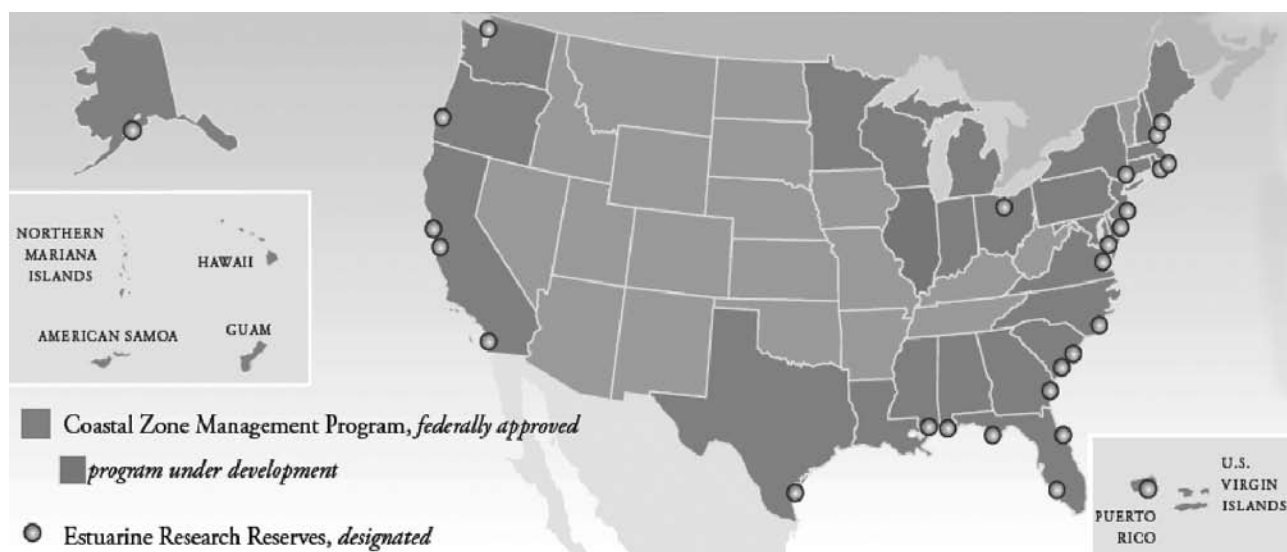 NORTHERN
MARIANA
ISLANDS
HAWAII
AMERICAN SAMOA
GUAM
Coastal Zone Management Program, federally approved
program under development
Estuarine Research Reserves, designated
U.S.
VIRGIN
ISLANDS
PUERTO
RICO